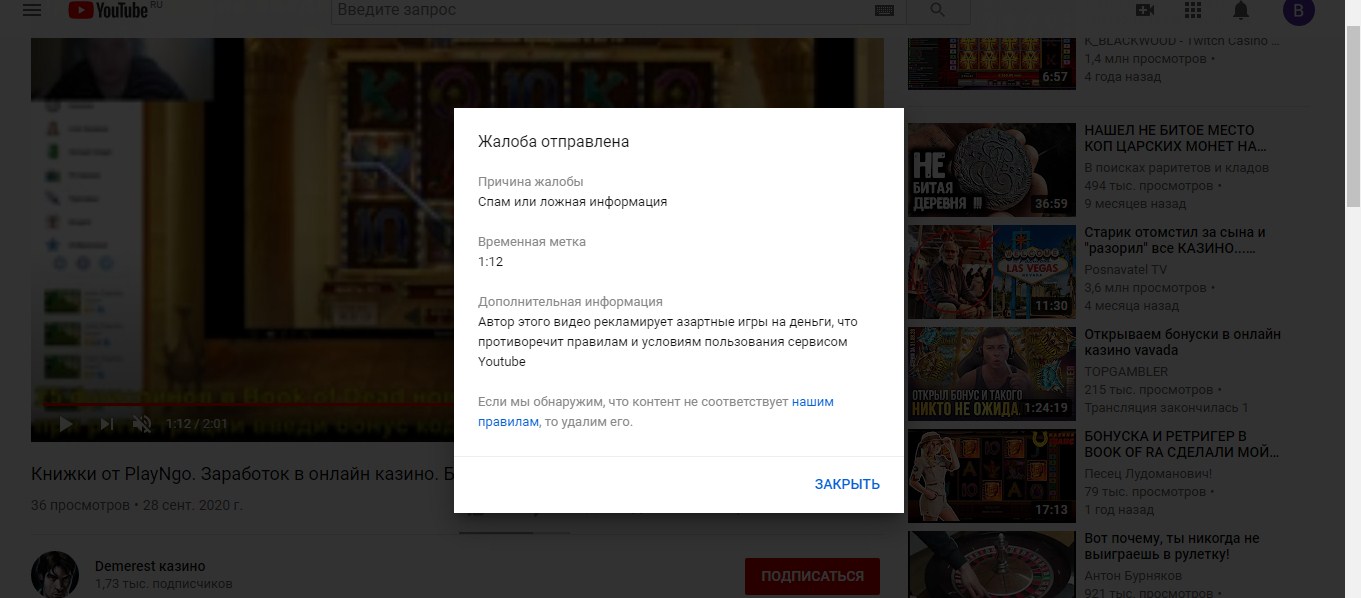 YouTube RU
Введите запрос
B
1:12 / 2:01
Книжки от PlayNgo. Заработок в онлайн казино. Б
36 просмотров • 28 сент. 2020 г.
Demerest казино
1,73 тыс. подписчиков
ПОДПИСАТЬСЯ
Жалоба отправлена
Причина жалобы
Спам или ложная информация
Временная метка
1:12
Дополнительная информация
Автор этого видео рекламирует азартные игры на деньги, что
противоречит правилам и условиям пользования сервисом
Youtube
Если мы обнаружим, что контент не соответствует нашим
правилам, то удалим его.
ЗАКРЫТЬ
6:57
K_BLACKWOOD - Twitch Casino ...
1,4 млн просмотров •
4 года назад
НЕ
БИТАЯ
ДЕРЕВНЯ !!!
36:59
НАШЕЛ НЕ БИТОЕ МЕСТО
КОП ЦАРСКИХ МОНЕТ НА...
В поисках раритетов и кладов
494 тыс. просмотров •
9 месяцев назад
LAS VEGAS
11:30
Старик отомстил за сына и
"разорил" все КАЗИНО......
Posnavatel TV
3,6 млн просмотров •
4 месяца назад
ОТКРЫЛ БОНУС И ТАКОГО
НИКТО НЕ ОЖИДА
1:24:19
Открываем бонуски в онлайн
казино vavada
TOPGAMBLER
215 тыс. просмотров •
Трансляция закончилась 1
17:13
БОНУСКА И РЕТРИГЕР В
BOOK OF RA СДЕЛАЛИ МОЙ...
Песец Лудоманович!
79 тыс. просмотров •
1 год назад
Вот почему, ты никогда не
выиграешь в рулетку!
Антон Бурняков
921 тыс. просмотров •